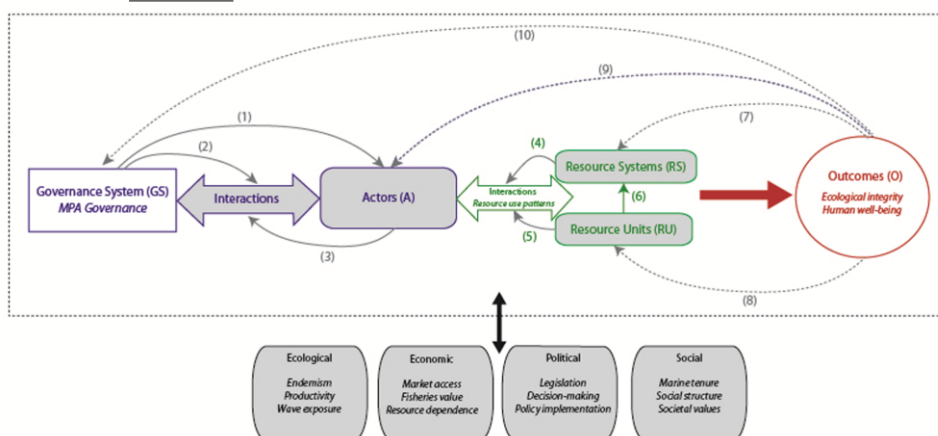 (10)
(9)
(1)
(7)
(2)
(4)
Governance System (GS)
MPA Governance
Interactions
Actors (A)
Interactions
Resource use patterns
Resource Systems (RS)
(6)
Resource Units (RU)
Outcomes (O)
Ecological integrity
Human well-being
(5)
(3)
(8)
Ecological
Endemism
Productivity
Wave exposure
Economic
Market access
Fisheries value
Resource dependence
Political
Legislation
Decision-making
Policy implementation
Social
Marine tenure
Social structure
Societal values